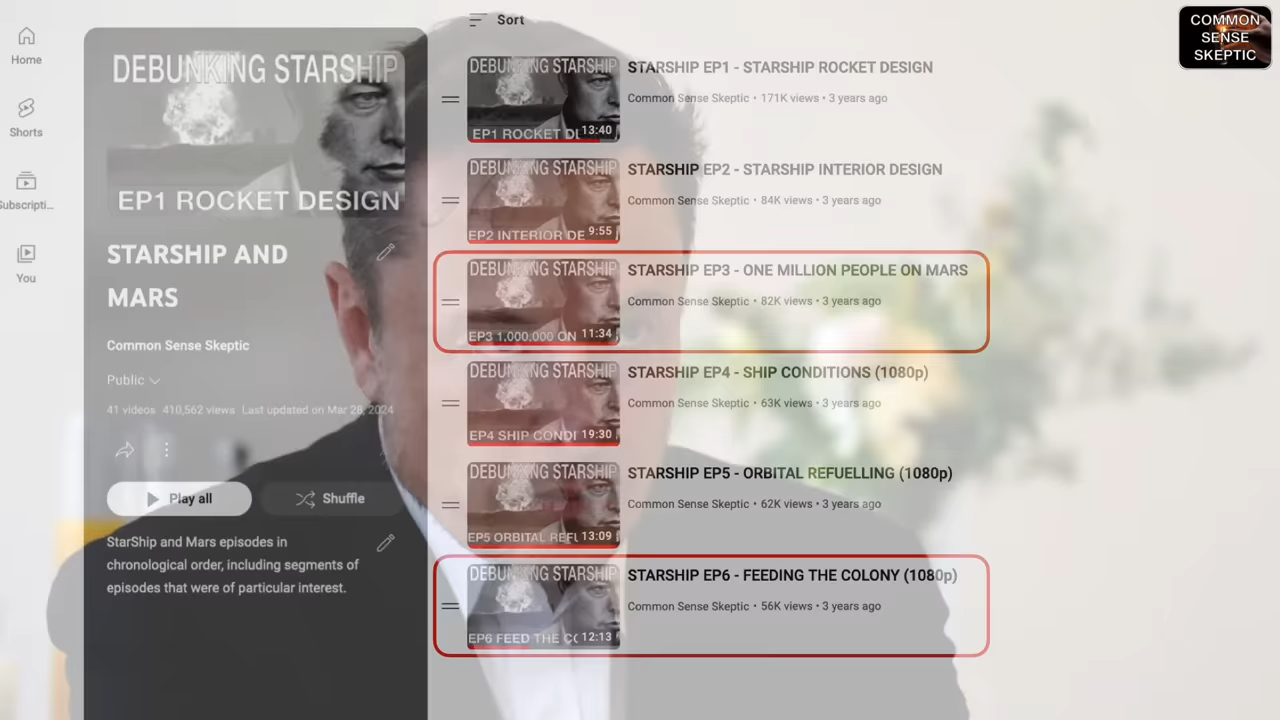 Home
Shorts
Subscripti...
You
DEBUNKING STARSHIP
EP1 ROCKET DESIGN
STARSHIP AND
MARS
Common Sense Skeptic
Public
41 videos 410,562 views Last updated on Mar 28, 2024
Play all
Shuffle
StarShip and Mars episodes in
chronological order, including segments of
episodes that were of particular interest.
Sort
DEBUNKING STARSHIP
EP1 ROCKET DE
13:40
STARSHIP EP1 - STARSHIP ROCKET DESIGN
Common Sense Skeptic • 171K views • 3 years ago
DEBUNKING STARSHIP
EP2 INTERIOR DE
9:55
STARSHIP EP2 - STARSHIP INTERIOR DESIGN
Common Sense Skeptic • 84K views • 3 years ago
DEBUNKING STARSHIP
EP3 1,000,000 ON
11:34
STARSHIP EP3 - ONE MILLION PEOPLE ON MARS
Common Sense Skeptic • 82K views • 3 years ago
DEBUNKING STARSHIP
EP4 SHIP CONDI
19:30
STARSHIP EP4 - SHIP CONDITIONS (1080p)
Common Sense Skeptic • 63K views • 3 years ago
DEBUNKING STARSHIP
EP5 ORBITAL REFU
13:09
STARSHIP EP5 - ORBITAL REFUELLING (1080p)
Common Sense Skeptic • 62K views • 3 years ago
DEBUNKING STARSHIP
EP6 FEED THE CO
12:13
STARSHIP EP6 - FEEDING THE COLONY (1080p)
Common Sense Skeptic • 56K views • 3 years ago
COMMON
SENSE
SKEPTIC